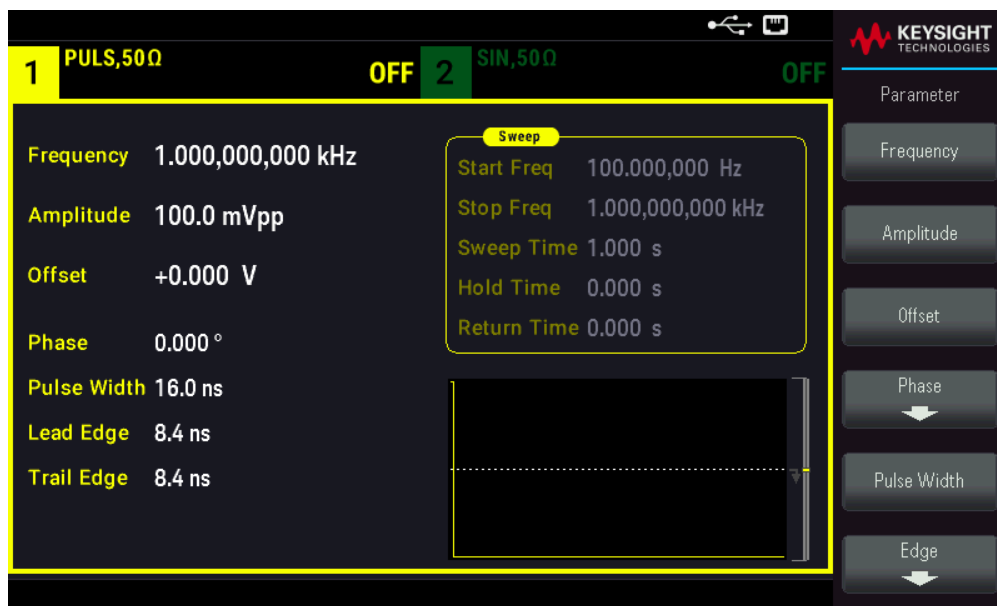 1 PULS,50Ω OFF
2 SIN,50Ω OFF
Frequency 1.000,000,000 kHz
Amplitude 100.0 mVpp
Offset +0.000 V
Phase 0.000 °
Pulse Width 16.0 ns
Lead Edge 8.4 ns
Trail Edge 8.4 ns
Sweep
Start Freq 100.000,000 Hz
Stop Freq 1.000,000,000 kHz
Sweep Time 1.000 s
Hold Time 0.000 s
Return Time 0.000 s
KEYSIGHT
TECHNOLOGIES
Parameter
Frequency
Amplitude
Offset
Phase
Pulse Width
Edge